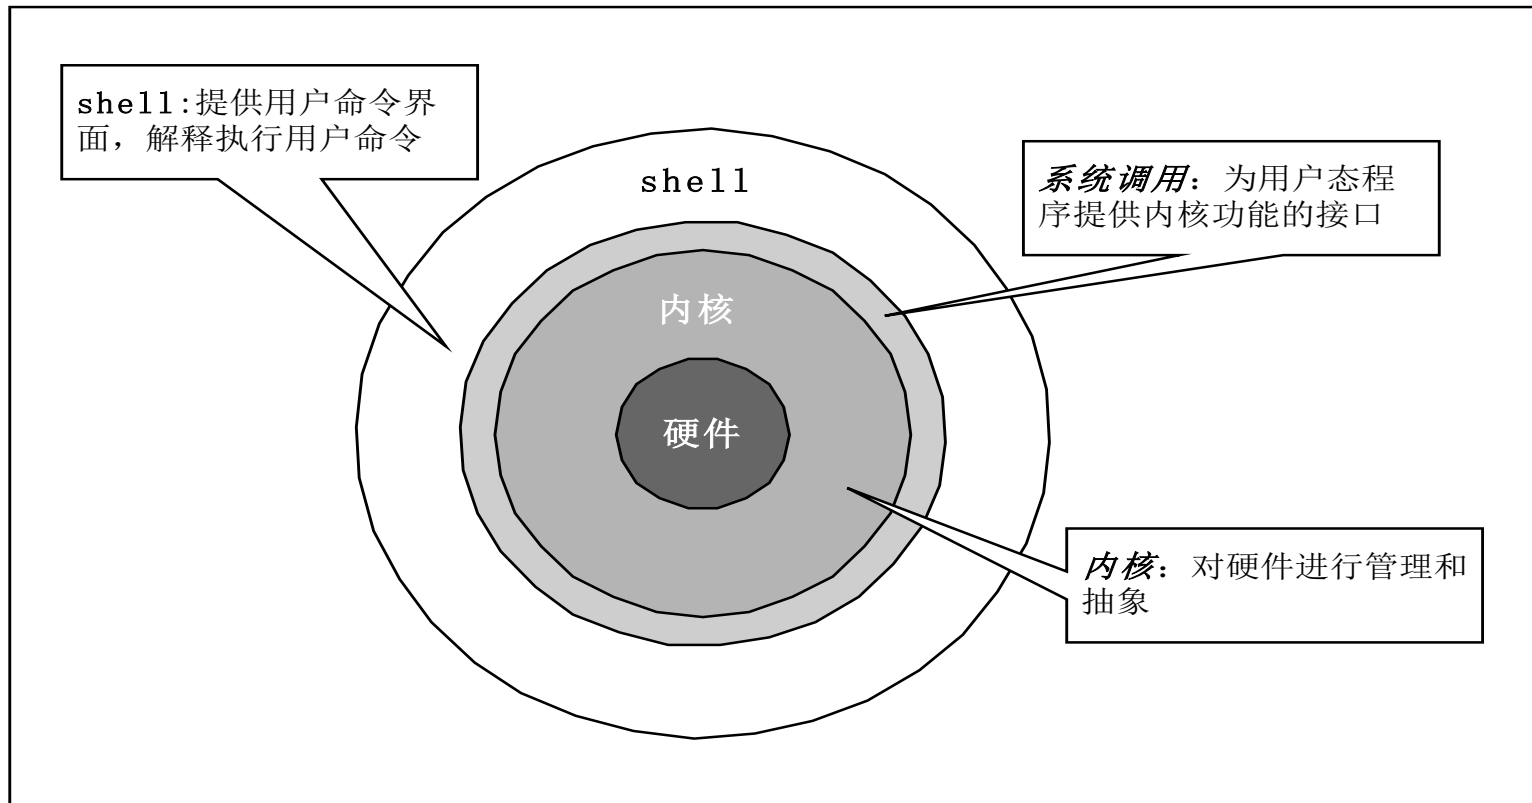 shell:提供用户命令界
面，解释执行用户命令
shell
系统调用：为用户态程
序提供内核功能的接口
内核
硬件
内核：对硬件进行管理和
抽象